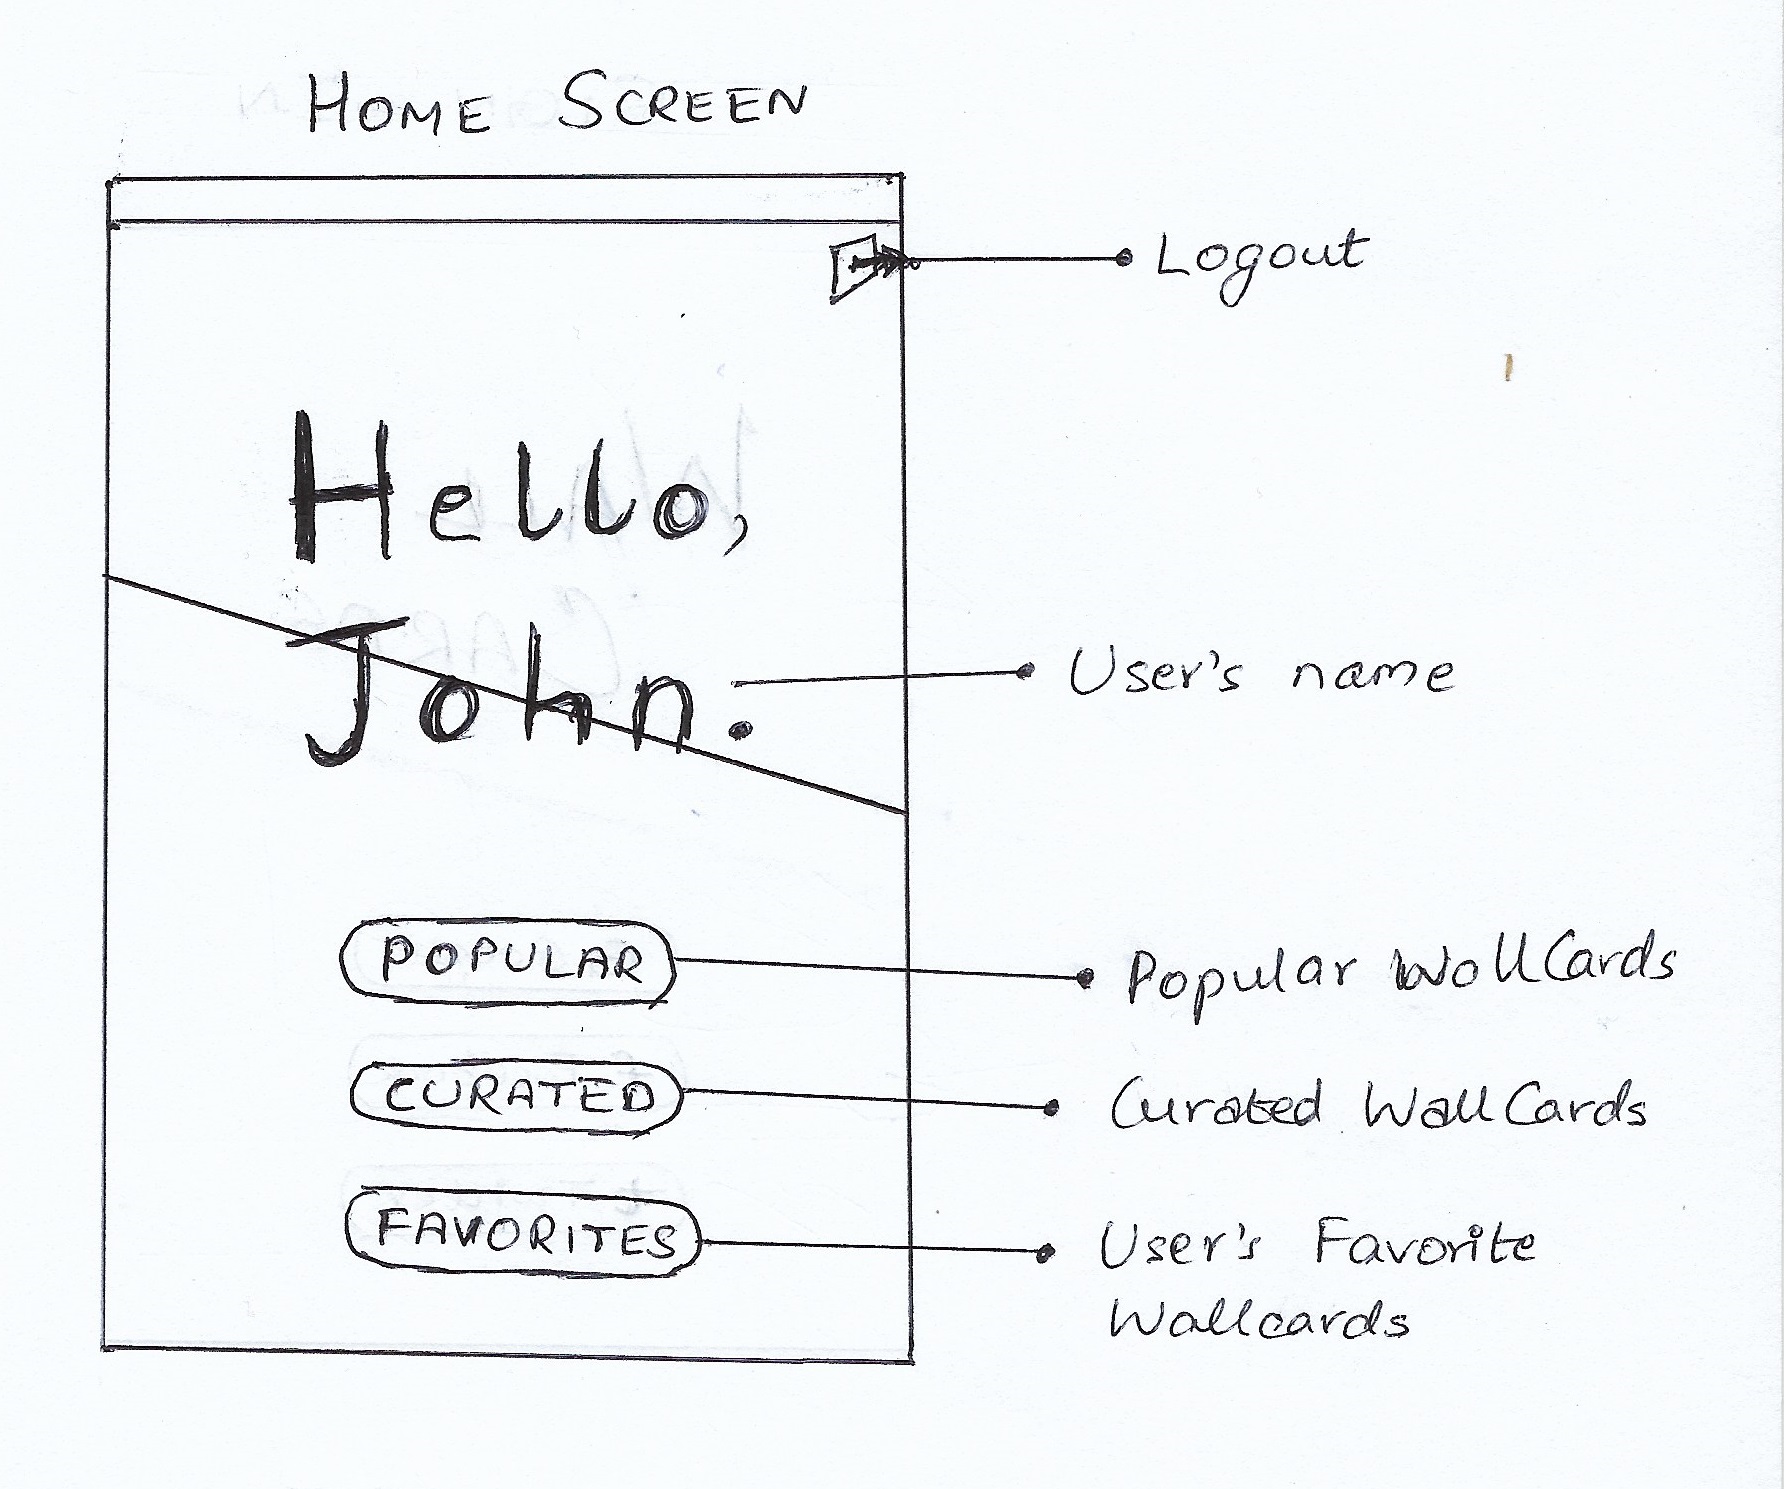 HOME SCREEN
Logout
Hello,
John.
User's name
POPULAR
Popular WallCards
CURATED
Curated WallCards
FAVORITES
User's Favorite
Wallcards